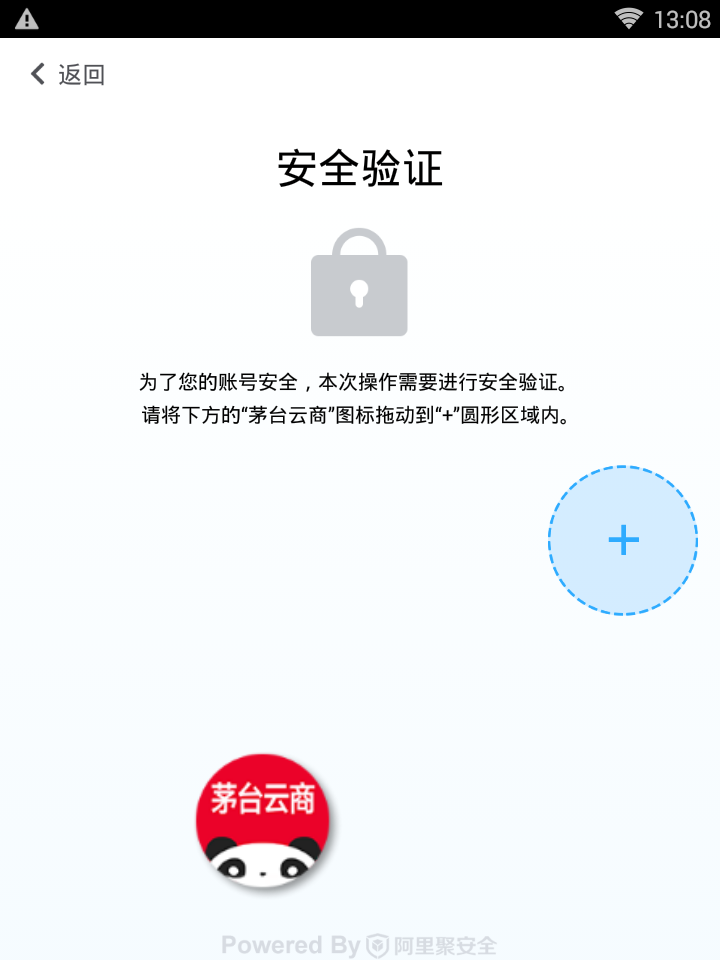 13:08
返回
安全验证
为了您的账号安全，本次操作需要进行安全验证。
请将下方的“茅台云商”图标拖动到“+”圆形区域内。
+
茅台云商
Powered By 阿里聚安全